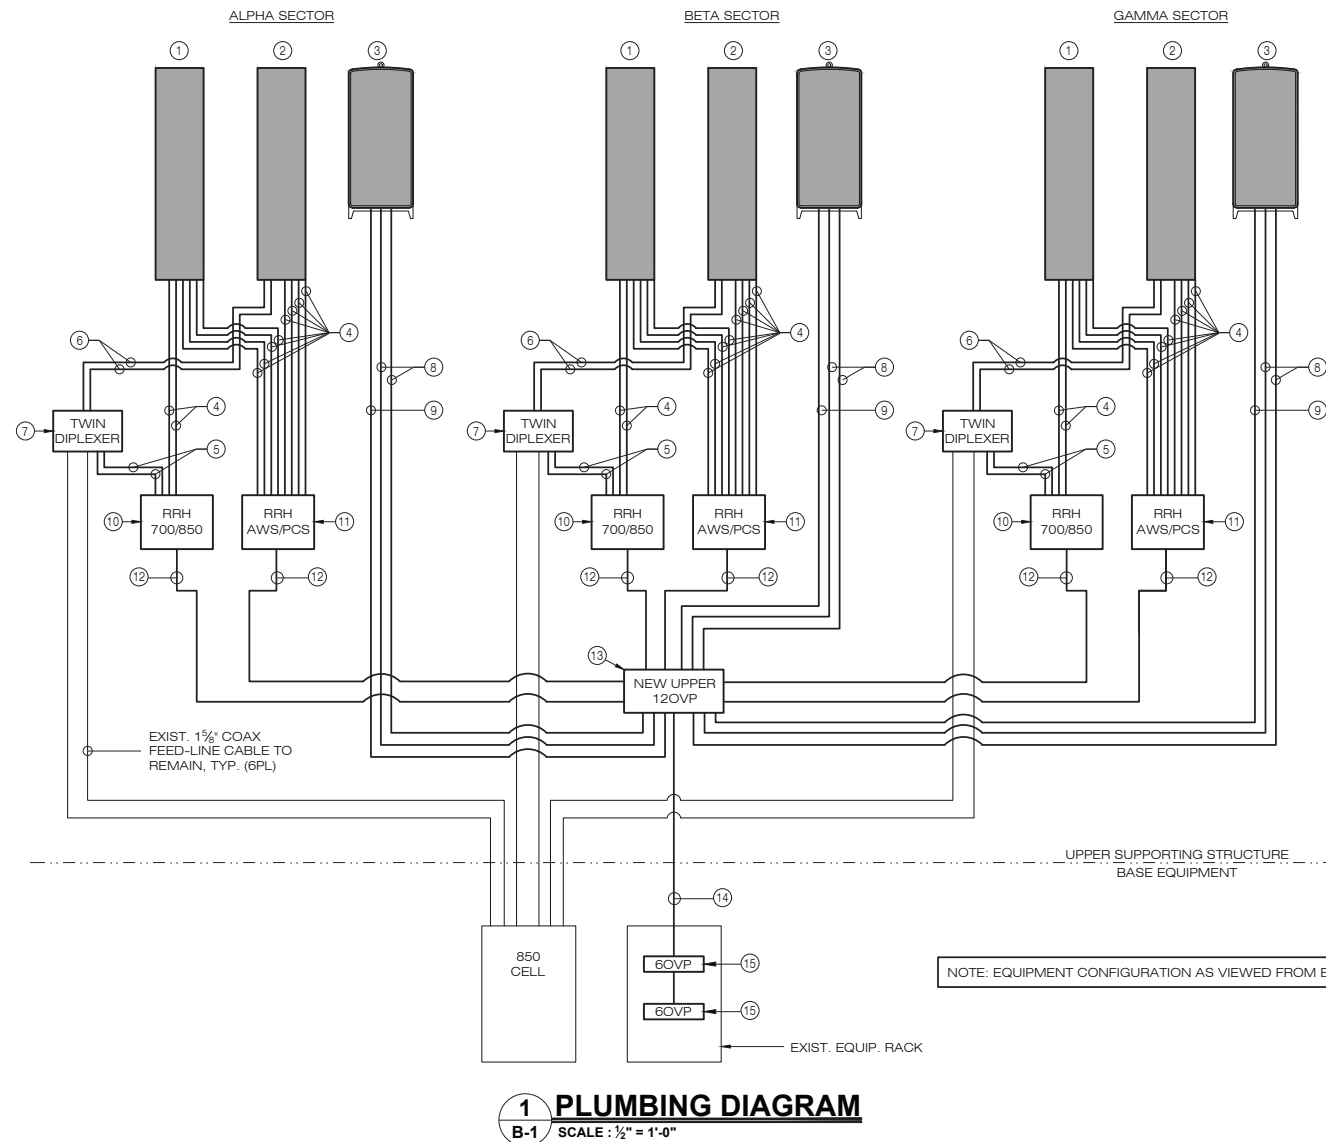 ALPHA SECTOR
BETA SECTOR
GAMMA SECTOR
1 2 3
1 2 3
1 2 3
4
4
4
6
6
6
8
8
8
9
9
9
4
4
4
7
TWIN
DIPLEXER
7
TWIN
DIPLEXER
7
TWIN
DIPLEXER
5
5
5
10
RRH
700/850
RRH
AWS/PCS
11
10
RRH
700/850
RRH
AWS/PCS
11
10
RRH
700/850
RRH
AWS/PCS
11
12 12
12 12
12 12
13
NEW UPPER
12OVP
EXIST. 1⅝" COAX
FEED-LINE CABLE TO
REMAIN, TYP. (6PL)
UPPER SUPPORTING STRUCTURE
BASE EQUIPMENT
14
850
CELL
6OVP
15
6OVP
15
EXIST. EQUIP. RACK
NOTE: EQUIPMENT CONFIGURATION AS VIEWED FROM
1
B-1
PLUMBING DIAGRAM
SCALE : ½" = 1'-0"